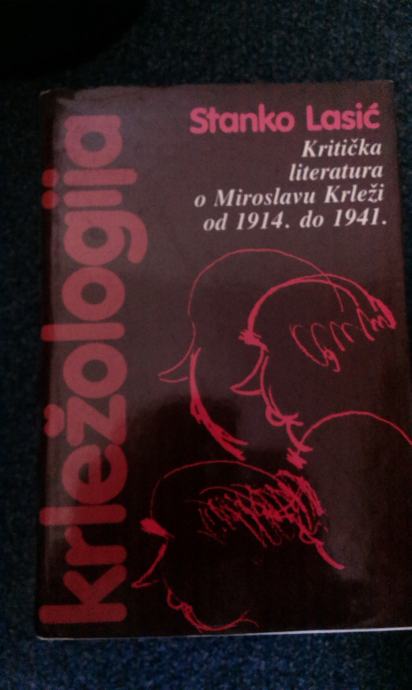 krležologija
Stanko Lasić
Kritička
literatura
o Miroslavu Krleži
od 1914. do 1941.